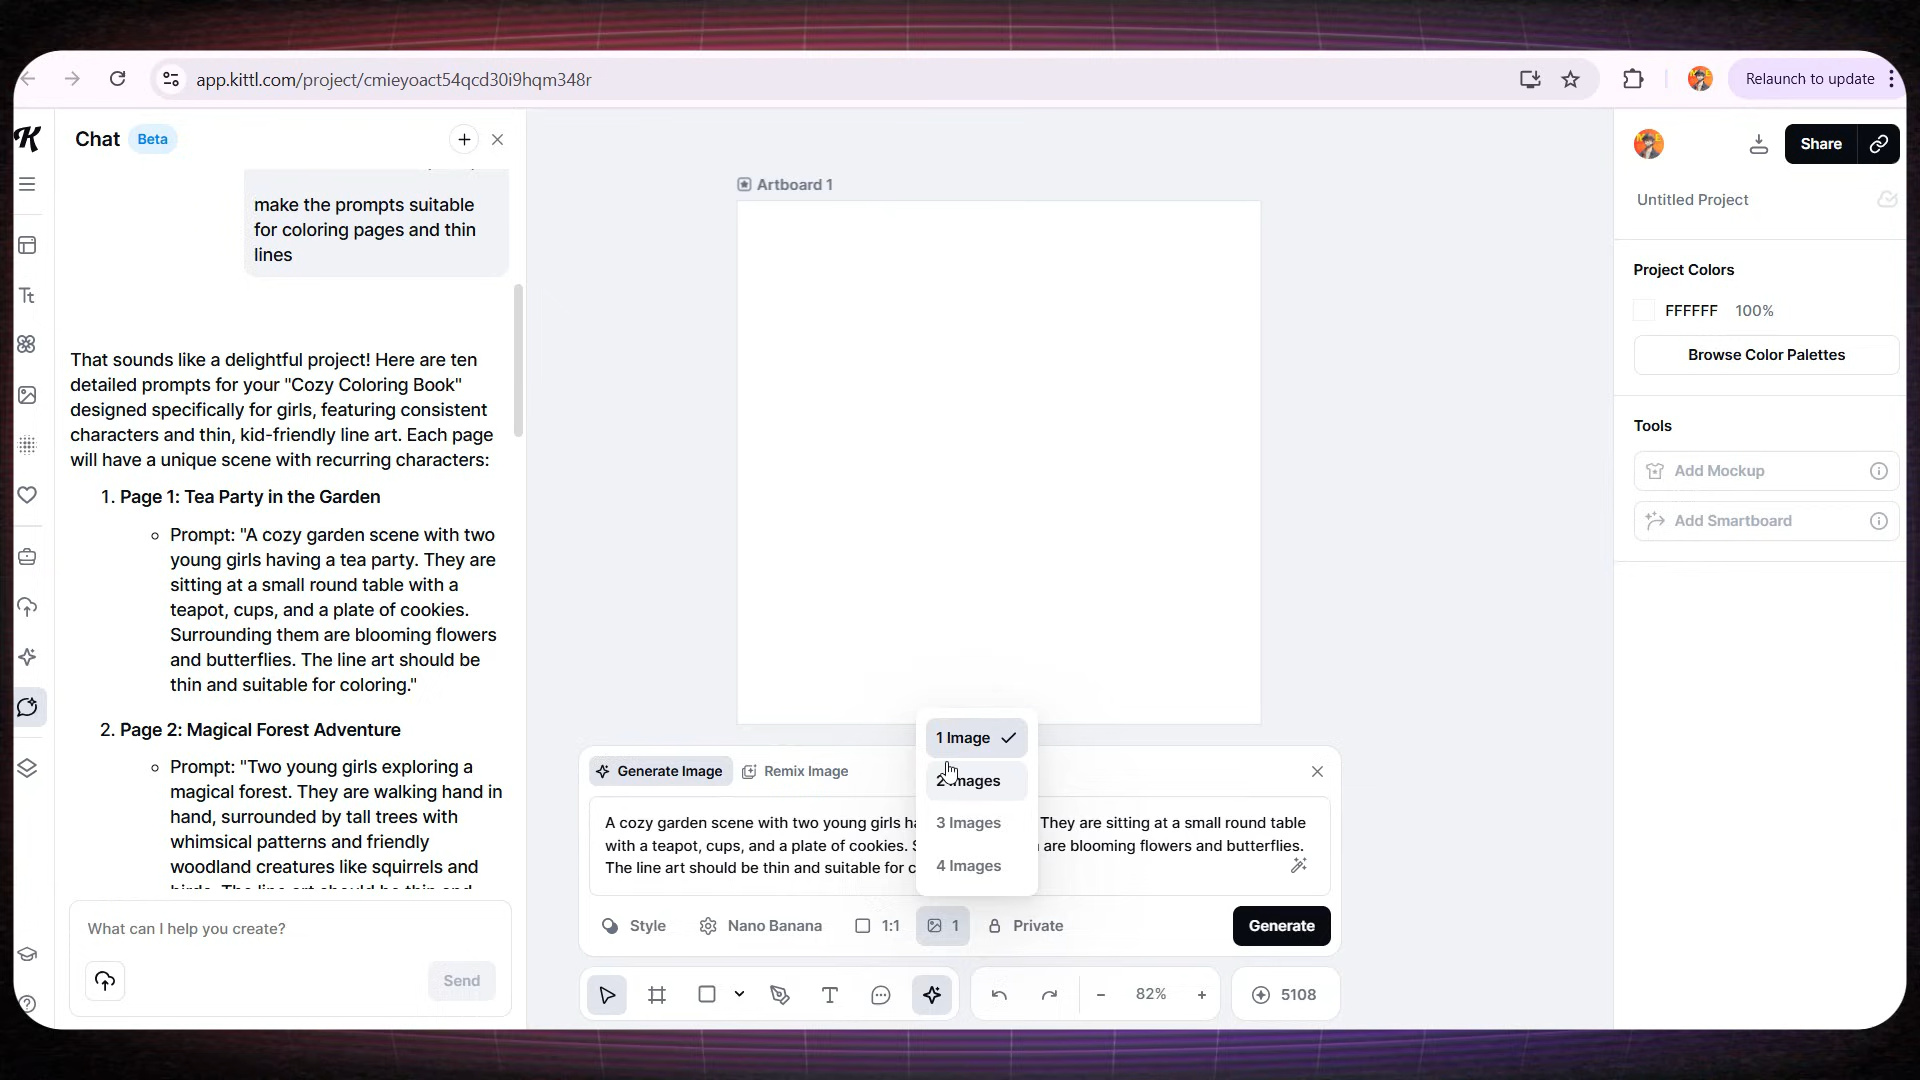 app.kittl.com/project/cmieyoact54qcd30i9hqm348r
Relaunch to update
Chat
Beta
make the prompts suitable
for coloring pages and thin
lines
That sounds like a delightful project! Here are ten
detailed prompts for your "Cozy Coloring Book"
designed specifically for girls, featuring consistent
characters and thin, kid-friendly line art. Each page
will have a unique scene with recurring characters:
1. Page 1: Tea Party in the Garden
Prompt: "A cozy garden scene with two
young girls having a tea party. They are
sitting at a small round table with a
teapot, cups, and a plate of cookies.
Surrounding them are blooming flowers
and butterflies. The line art should be
thin and suitable for coloring."
2. Page 2: Magical Forest Adventure
Prompt: "Two young girls exploring a
magical forest. They are walking hand in
hand, surrounded by tall trees with
whimsical patterns and friendly
woodland creatures like squirrels and
birds. The line art should be thin and
What can I help you create?
Send
Artboard 1
1 Image
2 Images
3 Images
4 Images
Generate Image
Remix Image
A cozy garden scene with two young girls ha They are sitting at a small round table
with a teapot, cups, and a plate of cookies. S are blooming flowers and butterflies.
The line art should be thin and suitable for c
Style
Nano Banana
1:1
1
Private
Generate
82%
5108
Share
Untitled Project
Project Colors
FFFFFF 100%
Browse Color Palettes
Tools
Add Mockup
Add Smartboard